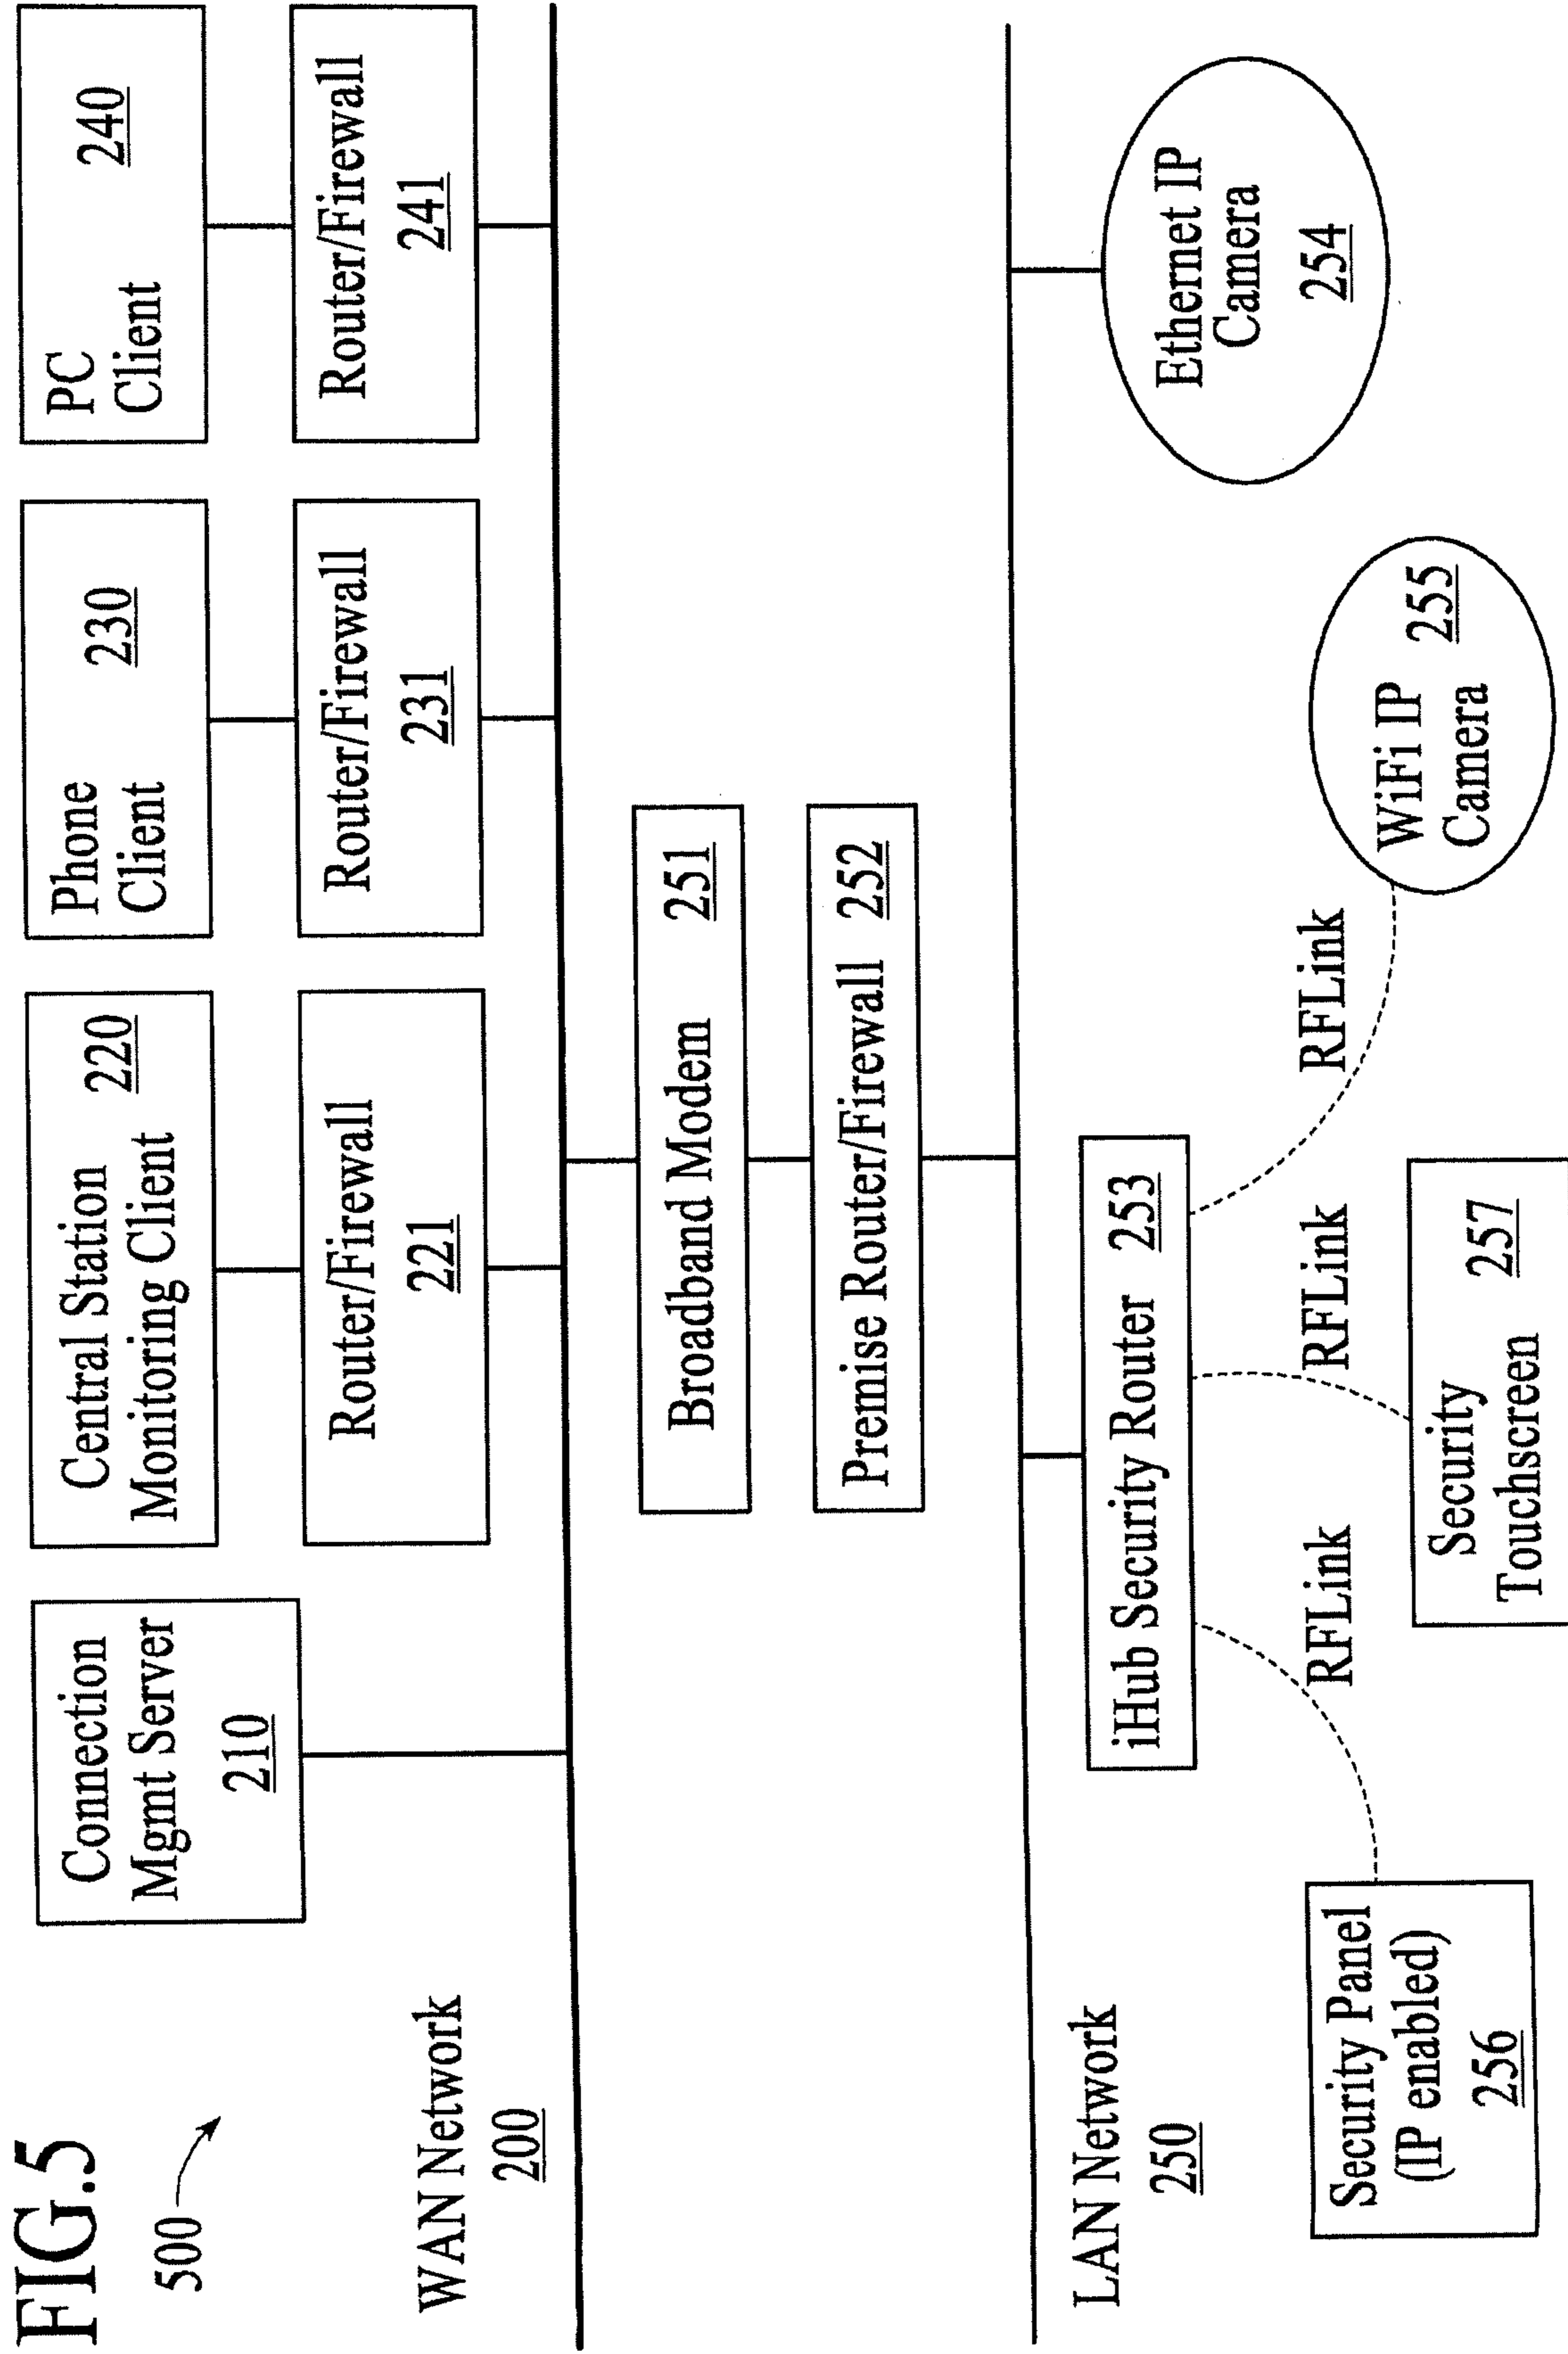 FIG.5
500
Connection
Mgmt Server
210
Central Station
Monitoring Client
220
Phone
Client
230
PC
Client
240
Router/Firewall
221
Router/Firewall
231
Router/Firewall
241
WAN Network
200
Broadband Modem 251
Premise Router/Firewall 252
LAN Network
250
iHub Security Router 253
RFLink
RFLink
RFLink
Security Panel
(IP enabled)
256
Security
Touchscreen
257
WiFi IP
Camera
255
Ethernet IP
Camera
254